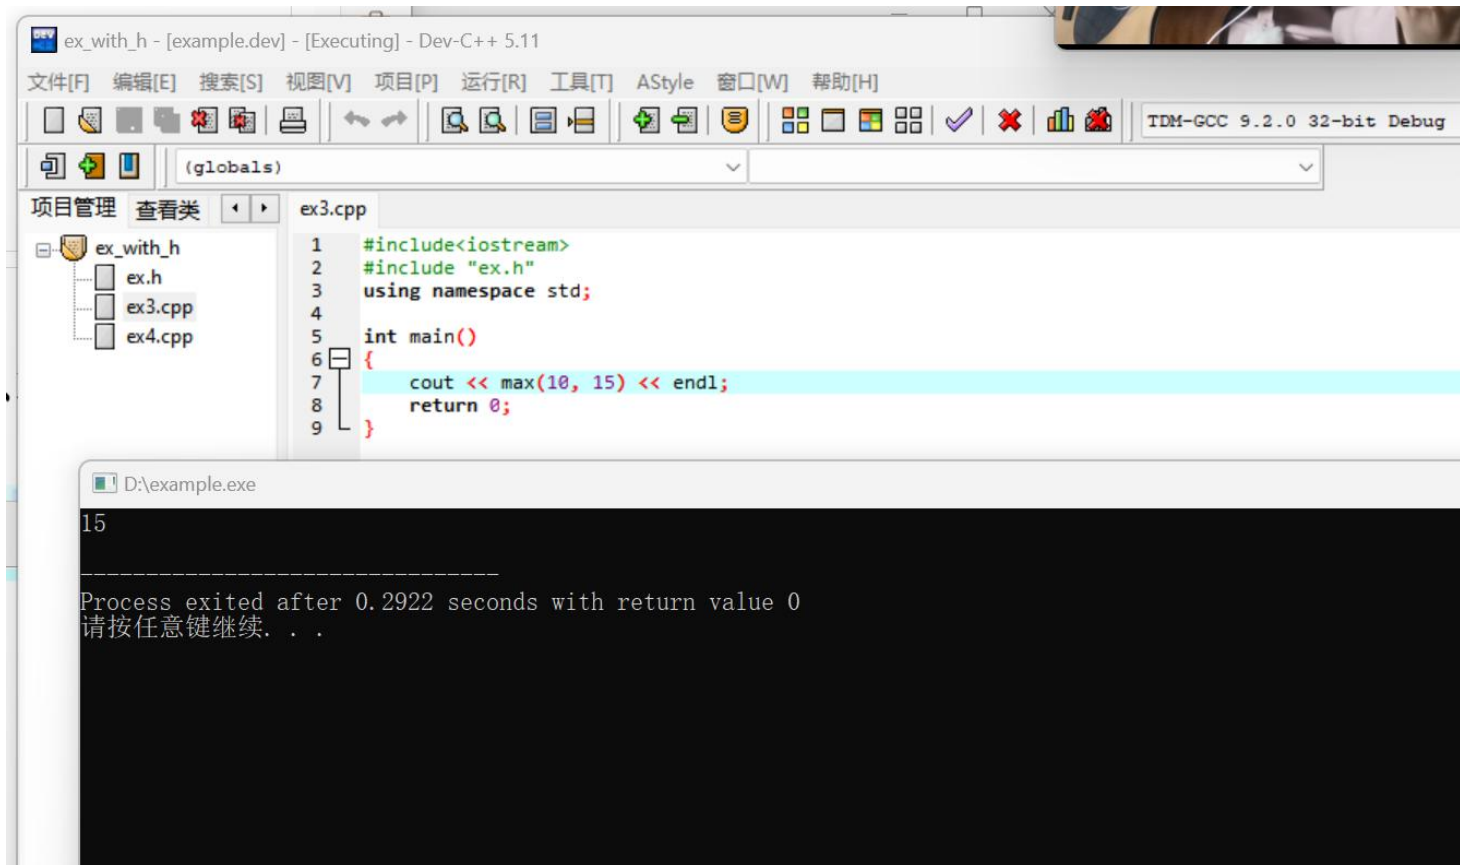 ex_with_h - [example.dev] - [Executing] - Dev-C++ 5.11
文件[F] 编辑[E] 搜索[S] 视图[V] 项目[P] 运行[R] 工具[T] AStyle 窗口[W] 帮助[H]
TDM-GCC 9.2.0 32-bit Debug
(globals)
项目管理 查看类 ex3.cpp
ex_with_h
ex.h
ex3.cpp
ex4.cpp
1 #include<iostream>
2 #include "ex.h"
3 using namespace std;
4
5 int main()
6 {
7 cout << max(10, 15) << endl;
8 return 0;
9 }
D:\example.exe
15
--------------------------------
Process exited after 0.2922 seconds with return value 0
请按任意键继续. . .